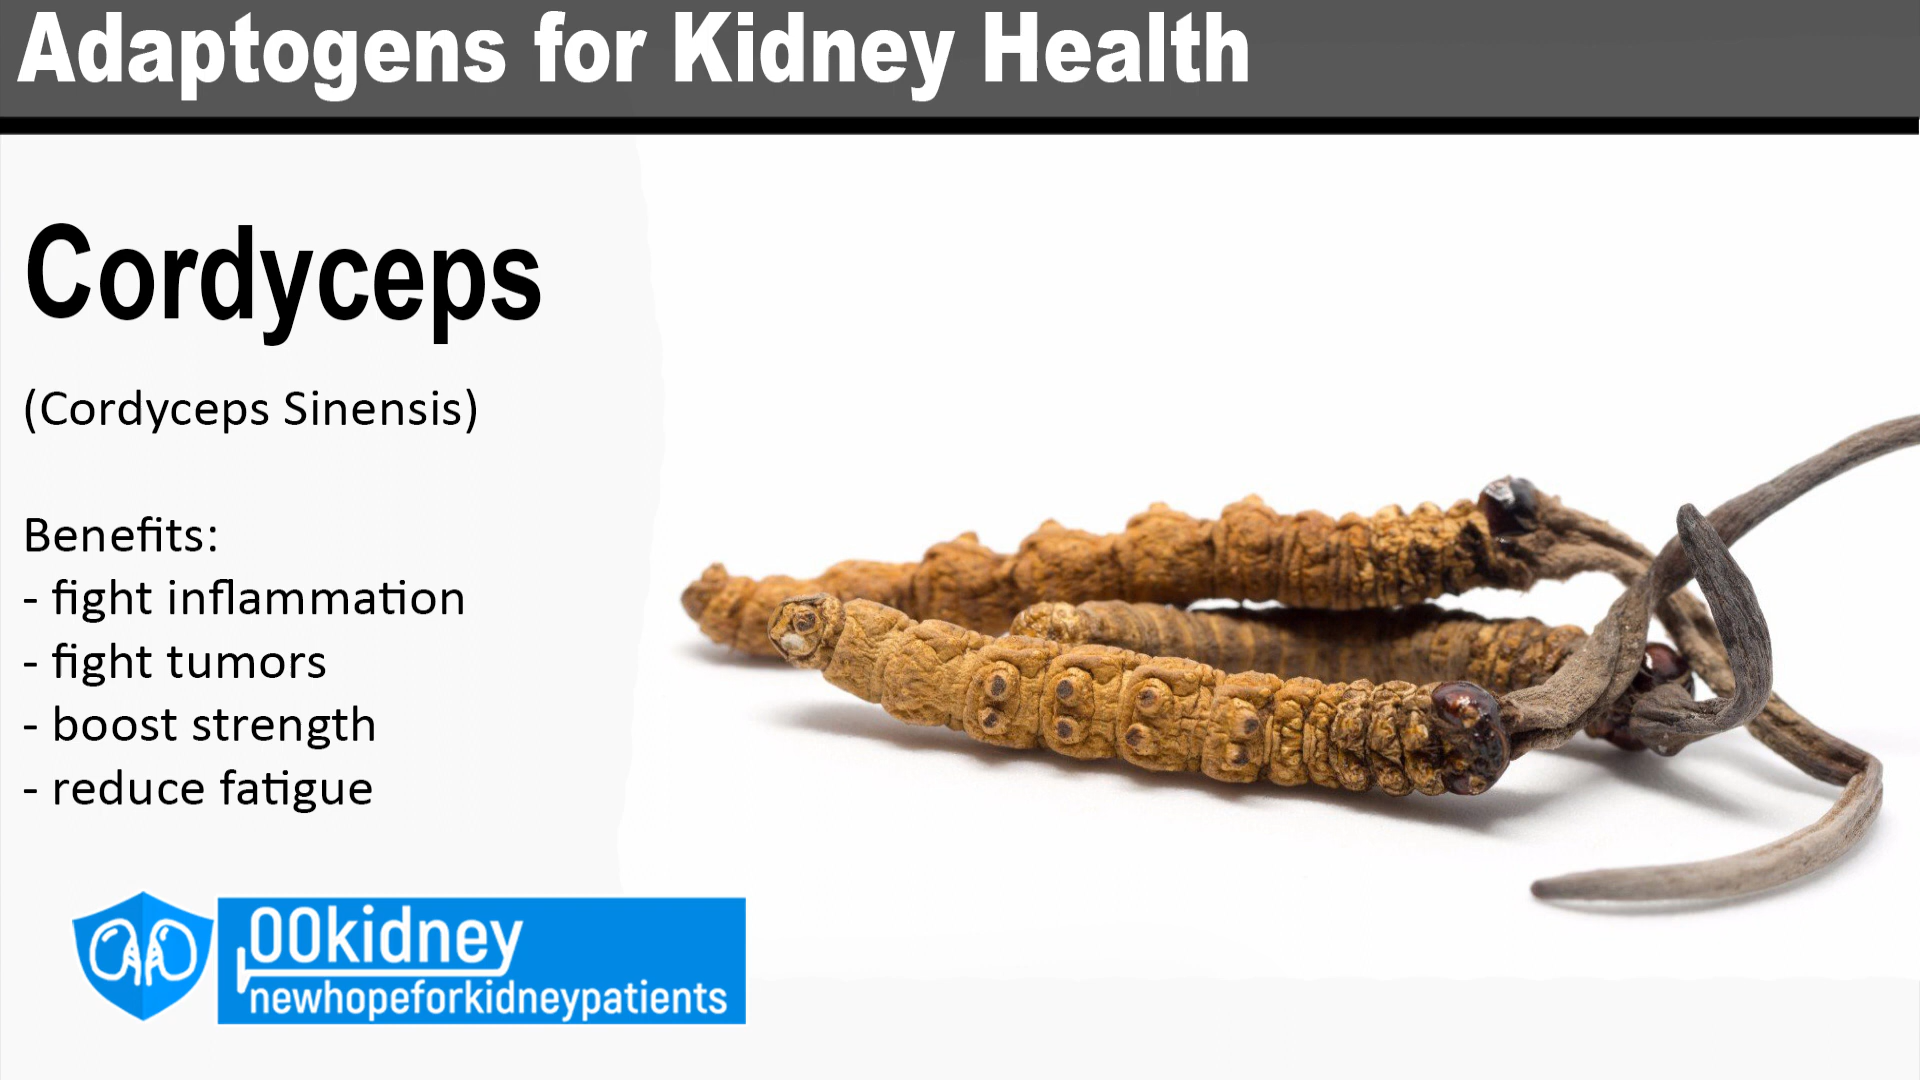 Adaptogens for Kidney Health
Cordyceps
(Cordyceps Sinensis)
Benefits:
- fight inflammation
- fight tumors
- boost strength
- reduce fatigue
00kidney
newhopeforkidneypatients